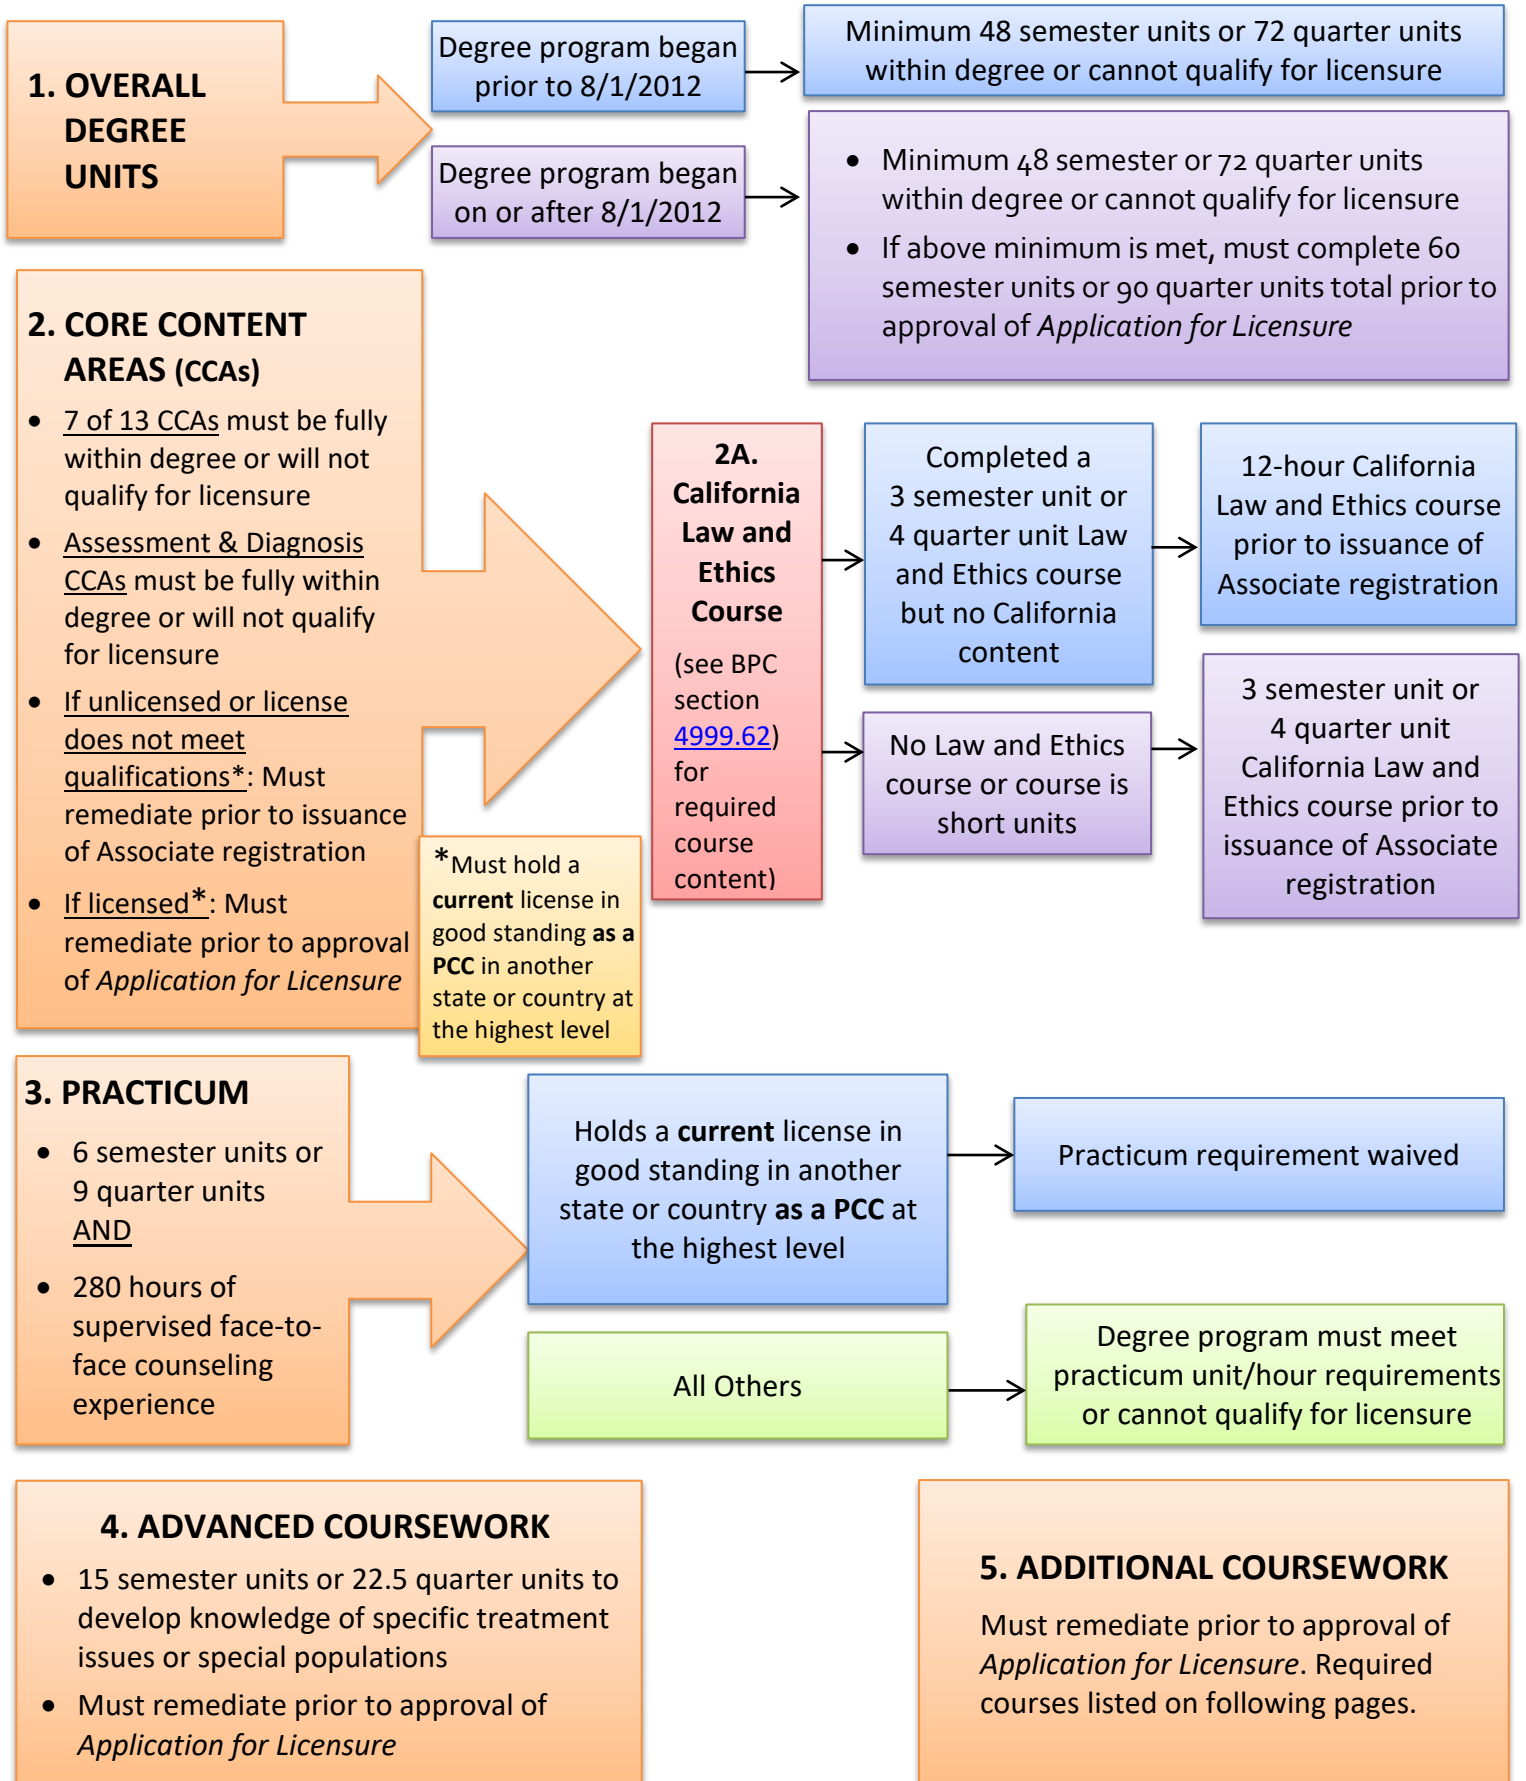 1. OVERALL
DEGREE
UNITS
Degree program began
prior to 8/1/2012
Minimum 48 semester units or 72 quarter units
within degree or cannot qualify for licensure
Degree program began
on or after 8/1/2012
• Minimum 48 semester or 72 quarter units
within degree or cannot qualify for licensure
• If above minimum is met, must complete 60
semester units or 90 quarter units total prior to
approval of Application for Licensure
2. CORE CONTENT
AREAS (CCAs)
• 7 of 13 CCAs must be fully
within degree or will not
qualify for licensure
• Assessment & Diagnosis
CCAs must be fully within
degree or will not qualify
for licensure
• If unlicensed or license
does not meet
qualifications*: Must
remediate prior to issuance
of Associate registration
• If licensed*: Must
remediate prior to approval
of Application for Licensure
*Must hold a
current license in
good standing as a
PCC in another
state or country at
the highest level
2A.
California
Law and
Ethics
Course
(see BPC
section
4999.62)
for
required
course
content)
Completed a
3 semester unit or
4 quarter unit Law
and Ethics course
but no California
content
12-hour California
Law and Ethics course
prior to issuance of
Associate registration
No Law and Ethics
course or course is
short units
3 semester unit or
4 quarter unit
California Law and
Ethics course prior to
issuance of Associate
registration
3. PRACTICUM
• 6 semester units or
9 quarter units
AND
• 280 hours of
supervised face-to-
face counseling
experience
Holds a current license in
good standing in another
state or country as a PCC at
the highest level
Practicum requirement waived
All Others
Degree program must meet
practicum unit/hour requirements
or cannot qualify for licensure
4. ADVANCED COURSEWORK
• 15 semester units or 22.5 quarter units to
develop knowledge of specific treatment
issues or special populations
• Must remediate prior to approval of
Application for Licensure
5. ADDITIONAL COURSEWORK
Must remediate prior to approval of
Application for Licensure. Required
courses listed on following pages.